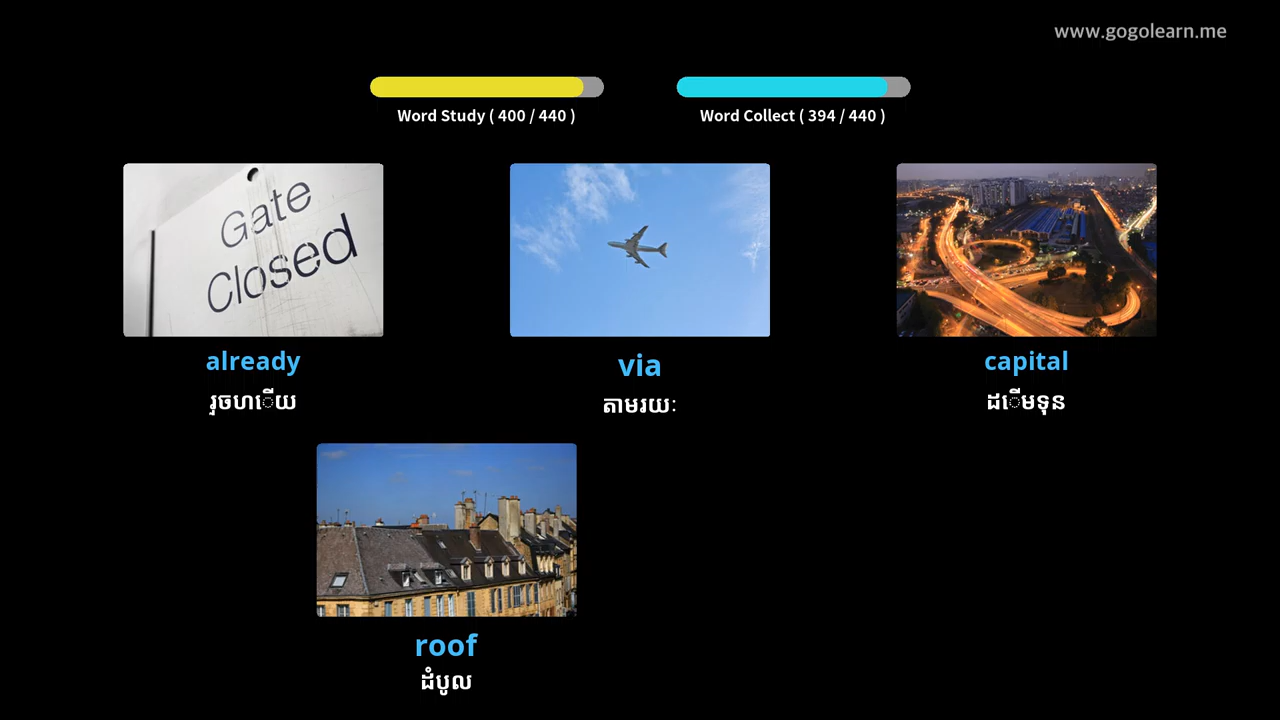 www.gogolearn.me
Word Study ( 400 / 440 )
Word Collect ( 394 / 440 )
Gate
Closed
already
រួចហើយ
via
តាមរយៈ
capital
ដើមទុន
roof
ដំបូល